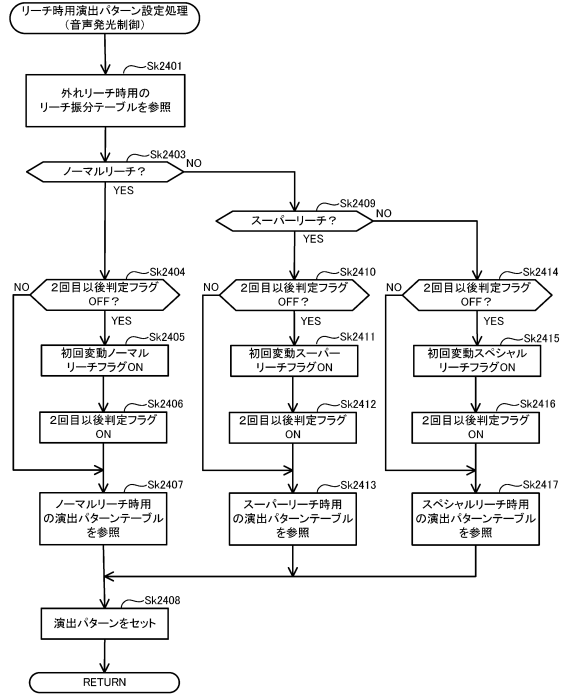 リーチ時用演出パターン設定処理
(音声発光制御)
Sk2401
外れリーチ時用の
リーチ振分テーブルを参照
Sk2403
ノーマルリーチ?
NO
YES
Sk2409
スーパーリーチ?
NO
YES
Sk2404
2回目以後判定フラグ
OFF?
NO
YES
Sk2410
2回目以後判定フラグ
OFF?
NO
YES
Sk2414
2回目以後判定フラグ
OFF?
NO
YES
Sk2405
初回変動ノーマル
リーチフラグON
Sk2411
初回変動スーパー
リーチフラグON
Sk2415
初回変動スペシャル
リーチフラグON
Sk2406
2回目以後判定フラグ
ON
Sk2412
2回目以後判定フラグ
ON
Sk2416
2回目以後判定フラグ
ON
Sk2407
ノーマルリーチ時用
の演出パターンテーブル
を参照
Sk2413
スーパーリーチ時用
の演出パターンテーブル
を参照
Sk2417
スペシャルリーチ時用
の演出パターンテーブル
を参照
Sk2408
演出パターンをセット
RETURN